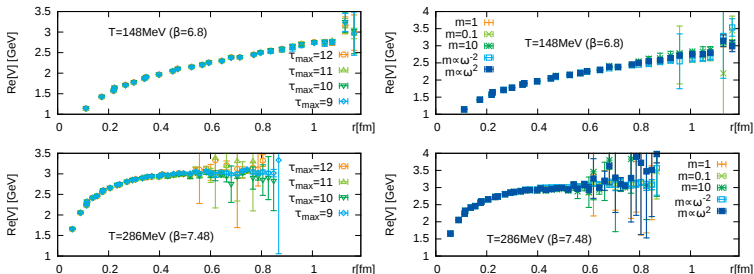 3.5
3
2.5
2
1.5
1
Re[V] [GeV]
T=148MeV (β=6.8)
τmax=12
τmax=11
τmax=10
τmax=9
0 0.2 0.4 0.6 0.8 1 r[fm]
4
3.5
3
2.5
2
1.5
1
Re[V] [GeV]
m=1
m=0.1
m=10
m∝ω-2
m∝ω2
T=148MeV (β=6.8)
0 0.2 0.4 0.6 0.8 1 r[fm]
3.5
3
2.5
2
1.5
1
Re[V] [GeV]
τmax=12
τmax=11
τmax=10
τmax=9
T=286MeV (β=7.48)
0 0.2 0.4 0.6 0.8 1 r[fm]
4
3.5
3
2.5
2
1.5
1
Re[V] [GeV]
m=1
m=0.1
m=10
m∝ω-2
m∝ω2
T=286MeV (β=7.48)
0 0.2 0.4 0.6 0.8 1 r[fm]